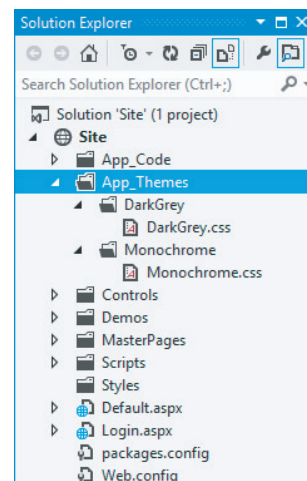 Solution Explorer
Search Solution Explorer (Ctrl+;)
Solution 'Site' (1 project)
Site
App_Code
App_Themes
DarkGrey
DarkGrey.css
Monochrome
Monochrome.css
Controls
Demos
MasterPages
Scripts
Styles
Default.aspx
Login.aspx
packages.config
Web.config